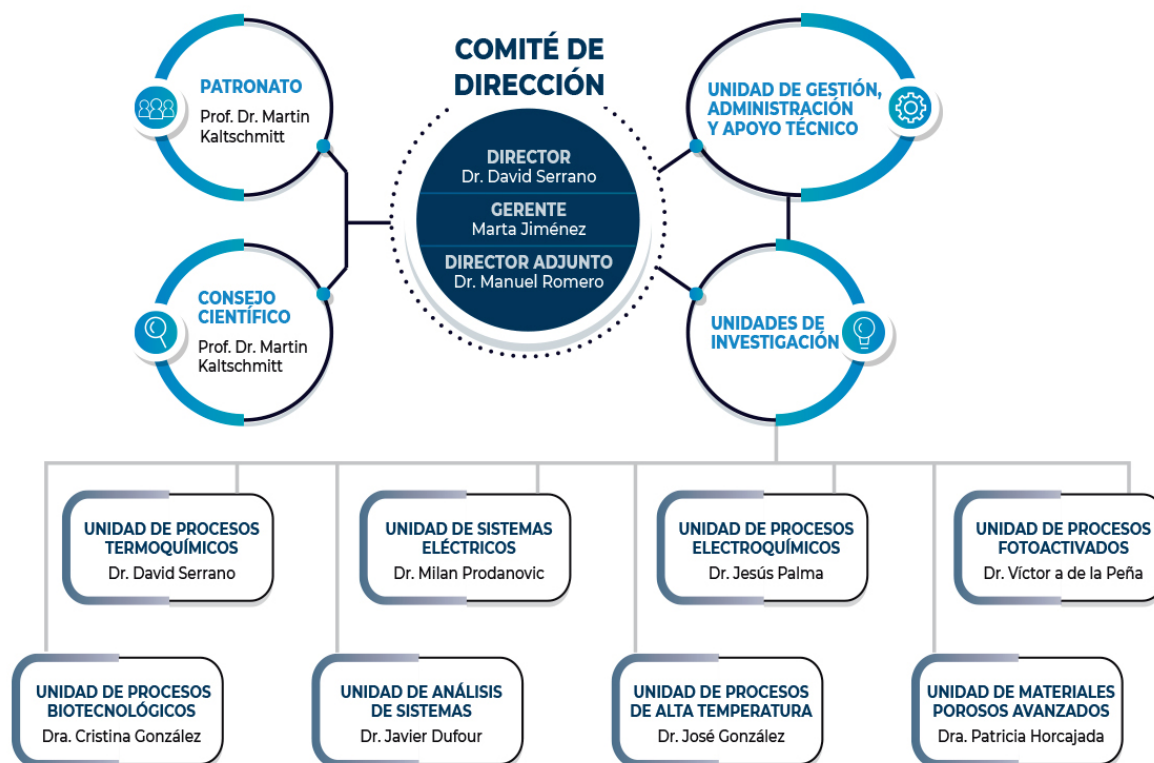 COMITÉ DE
DIRECCIÓN
PATRONATO
Prof. Dr. Martin
Kaltschmitt
CONSEJO
CIENTÍFICO
Prof. Dr. Martin
Kaltschmitt
DIRECTOR
Dr. David Serrano
GERENTE
Marta Jiménez
DIRECTOR ADJUNTO
Dr. Manuel Romero
UNIDAD DE GESTIÓN,
ADMINISTRACIÓN
Y APOYO TÉCNICO
UNIDADES DE
INVESTIGACIÓN
UNIDAD DE PROCESOS
TERMOQUÍMICOS
Dr. David Serrano
UNIDAD DE SISTEMAS
ELÉCTRICOS
Dr. Milan Prodanovic
UNIDAD DE PROCESOS
ELECTROQUÍMICOS
Dr. Jesús Palma
UNIDAD DE PROCESOS
FOTOACTIVADOS
Dr. Víctor a de la Peña
UNIDAD DE PROCESOS
BIOTECNOLÓGICOS
Dra. Cristina González
UNIDAD DE ANÁLISIS
DE SISTEMAS
Dr. Javier Dufour
UNIDAD DE PROCESOS
DE ALTA TEMPERATURA
Dr. José González
UNIDAD DE MATERIALES
POROSOS AVANZADOS
Dra. Patricia Horcajada